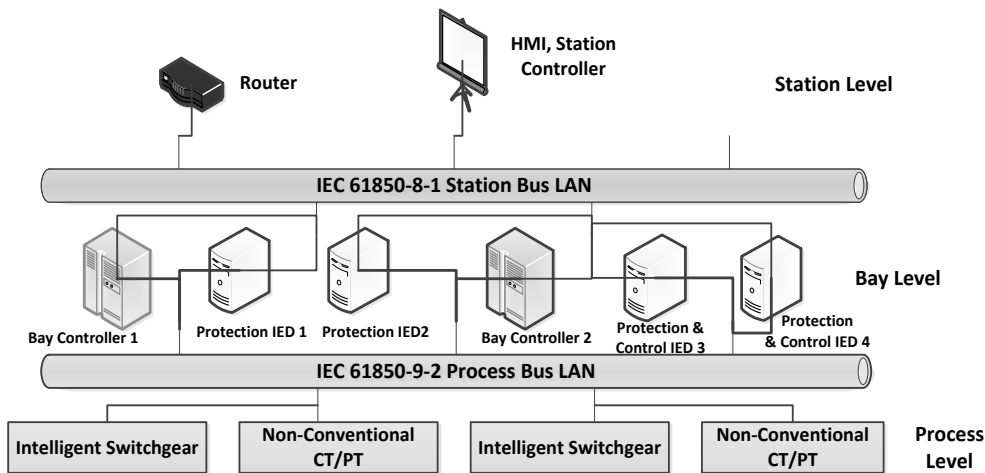 HMI, Station
Controller
Router
Station Level
IEC 61850-8-1 Station Bus LAN
Bay Level
Bay Controller 1
Protection IED 1
Protection IED2
Bay Controller 2
Protection &
Control IED 3
Protection
& Control IED 4
IEC 61850-9-2 Process Bus LAN
Intelligent Switchgear
Non-Conventional
CT/PT
Intelligent Switchgear
Non-Conventional
CT/PT
Process
Level